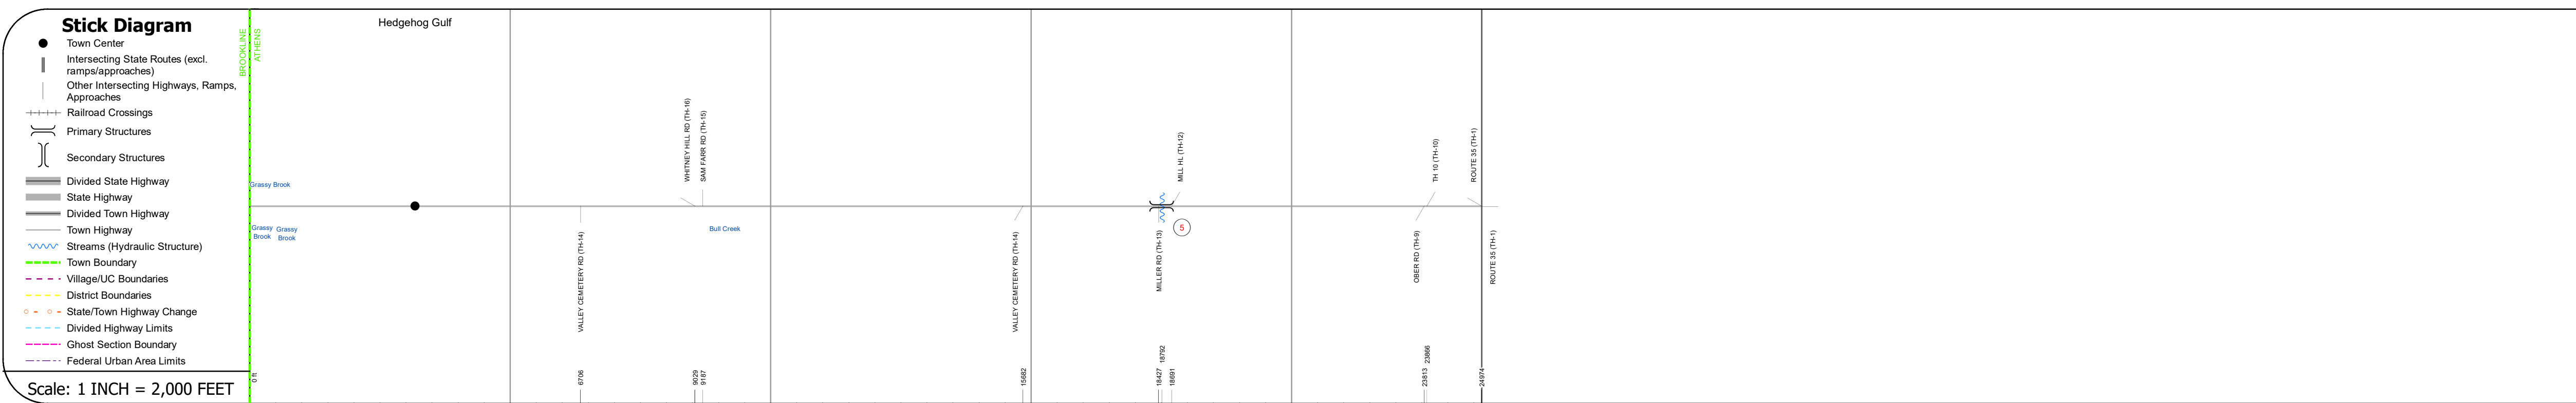 Stick Diagram
Town Center
Intersecting State Routes (excl.
ramps/approaches)
Other Intersecting Highways, Ramps,
Approaches
Railroad Crossings
Primary Structures
Secondary Structures
Divided State Highway
State Highway
Divided Town Highway
Town Highway
Streams (Hydraulic Structure)
Town Boundary
Village/UC Boundaries
District Boundaries
State/Town Highway Change
Divided Highway Limits
Ghost Section Boundary
Federal Urban Area Limits
Scale: 1 INCH = 2,000 FEET
BROOKLINE
ATHENS
Hedgehog Gulf
Grassy Brook
Grassy
Brook
Grassy
Brook
WHITNEY HILL RD (TH-16)
SAM FARR RD (TH-15)
MILL HL (TH-12)
TH 10 (TH-10)
ROUTE 35 (TH-1)
VALLEY CEMETERY RD (TH-14)
Bull Creek
VALLEY CEMETERY RD (TH-14)
MILLER RD (TH-13)
5
OBER RD (TH-9)
ROUTE 35 (TH-1)
0 ft
6706
9029
9187
15682
18427
18792
18691
23813
23866
24974